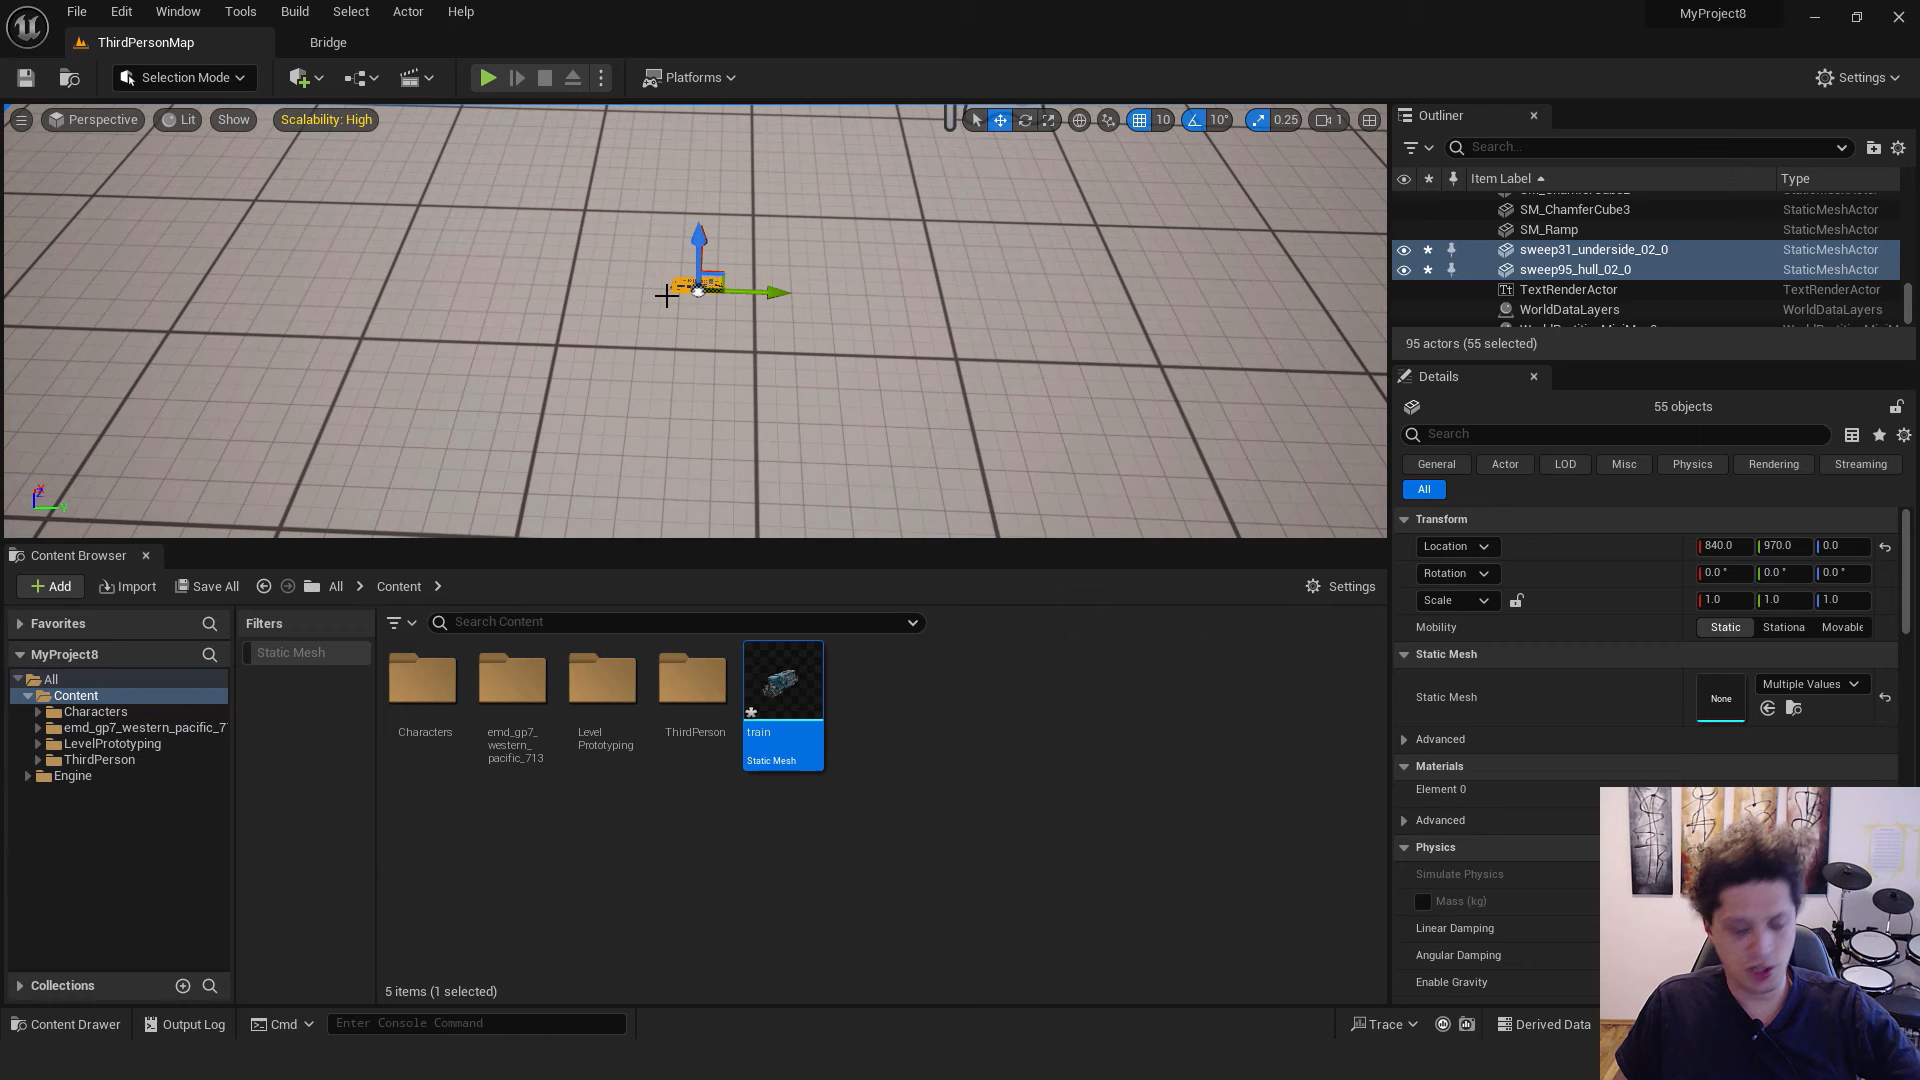 File Edit Window Tools Build Select Actor Help
MyProject8
ThirdPersonMap
Bridge
Selection Mode
Platforms
Settings
Perspective
Lit
Show
Scalability: High
10
10°
0.25
1
Outliner
Search...
Item Label
Type
SM_ChamferCube3 StaticMeshActor
SM_Ramp StaticMeshActor
sweep31_underside_02_0 StaticMeshActor
sweep95_hull_02_0 StaticMeshActor
TextRenderActor TextRenderActor
WorldDataLayers WorldDataLayers
95 actors (55 selected)
Details
55 objects
Search
General Actor LOD Misc Physics Rendering Streaming
All
Transform
Location 840.0 970.0 0.0
Rotation 0.0 ° 0.0 ° 0.0 °
Scale 1.0 1.0 1.0
Mobility Static Stationa Movable
Static Mesh
Static Mesh None Multiple Values
Advanced
Materials
Element 0
Advanced
Physics
Simulate Physics
Mass (kg)
Linear Damping
Angular Damping
Enable Gravity
Content Browser
Add Import Save All All Content Settings
Favorites
MyProject8
All
Content
Characters
emd_gp7_western_pacific_7
LevelPrototyping
ThirdPerson
Engine
Collections
Filters
Static Mesh
Search Content
Characters
emd_gp7_
western_
pacific_713
Level
Prototyping
ThirdPerson
train
Static Mesh
5 items (1 selected)
Content Drawer
Output Log
Cmd
Enter Console Command
Trace
Derived Data